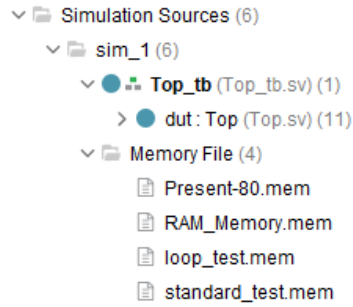 Simulation Sources (6)
sim_1 (6)
Top_tb (Top_tb.sv) (1)
dut : Top (Top.sv) (11)
Memory File (4)
Present-80.mem
RAM_Memory.mem
loop_test.mem
standard_test.mem